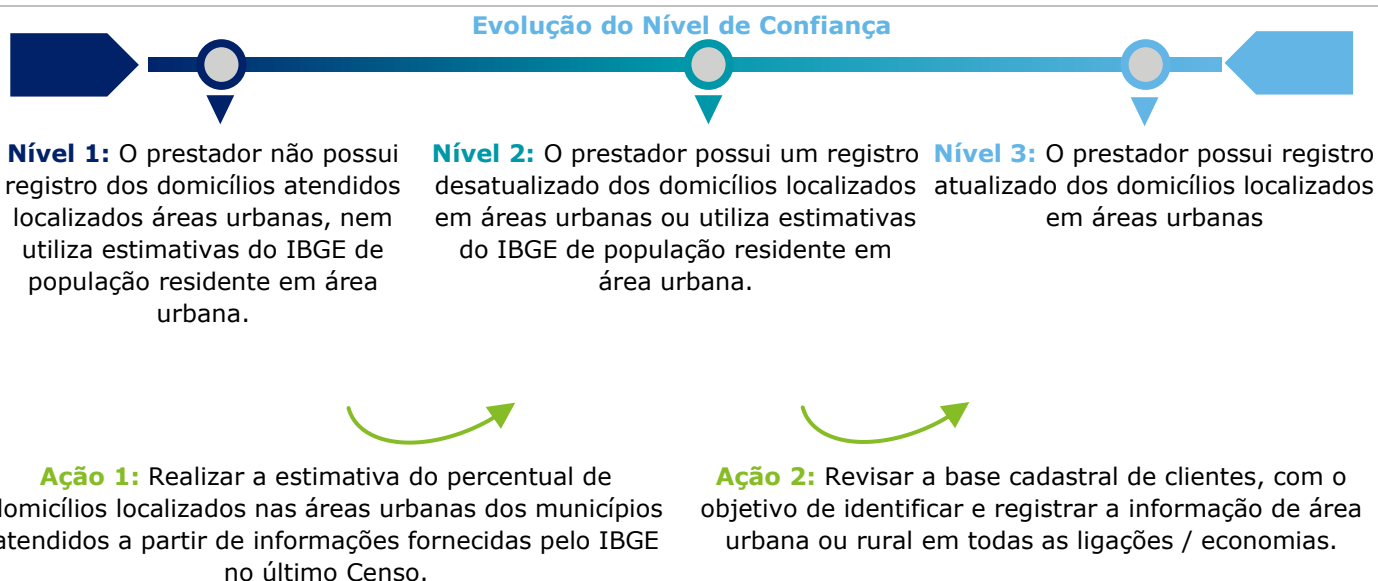 Evolução do Nível de Confiança
Nível 1: O prestador não possui
registro dos domicílios atendidos
localizados áreas urbanas, nem
utiliza estimativas do IBGE de
população residente em área
urbana.
Nível 2: O prestador possui um registro
desatualizado dos domicílios localizados
em áreas urbanas ou utiliza estimativas
do IBGE de população residente em
área urbana.
Nível 3: O prestador possui registro
atualizado dos domicílios localizados
em áreas urbanas
Ação 1: Realizar a estimativa do percentual de
domicílios localizados nas áreas urbanas dos municípios
atendidos a partir de informações fornecidas pelo IBGE
no último Censo.
Ação 2: Revisar a base cadastral de clientes, com o
objetivo de identificar e registrar a informação de área
urbana ou rural em todas as ligações / economias.